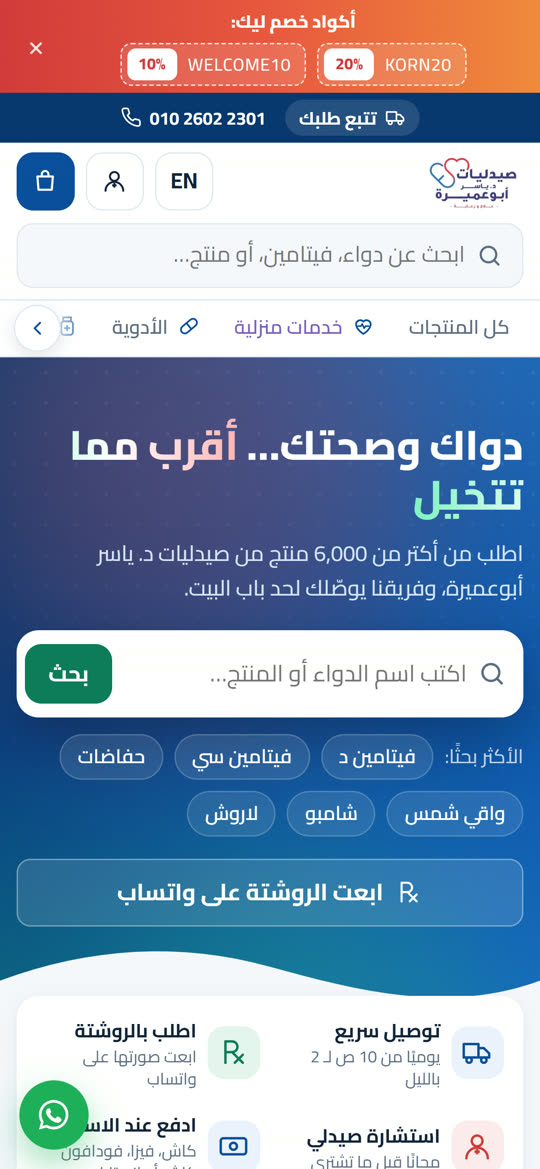 أكواد خصم ليك:
KORN20 20%
WELCOME10 10%
تتبع طلبك
010 2602 2301
صيدليات
د. ياسر
أبوعميرة
EN
ابحث عن دواء، فيتامين، أو منتج...
كل المنتجات
خدمات منزلية
الأدوية
دواك وصحتك... أقرب مما
تتخيل
اطلب من أكتر من 6,000 منتج من صيدليات د. ياسر
أبوعميرة، وفريقنا يوصّلك لحد باب البيت.
اكتب اسم الدواء أو المنتج...
بحث
الأكثر بحثًا:
فيتامين د
فيتامين سي
حفاضات
واقي شمس
شامبو
لاروش
ابعت الروشتة على واتساب
توصيل سريع
يوميًا من 10 ص لـ 2
بالليل
اطلب بالروشتة
ابعت صورتها على
واتساب
استشارة صيدلي
مجانًا قبل ما تشتري
ادفع عند
كاش، فيزا، فودافون